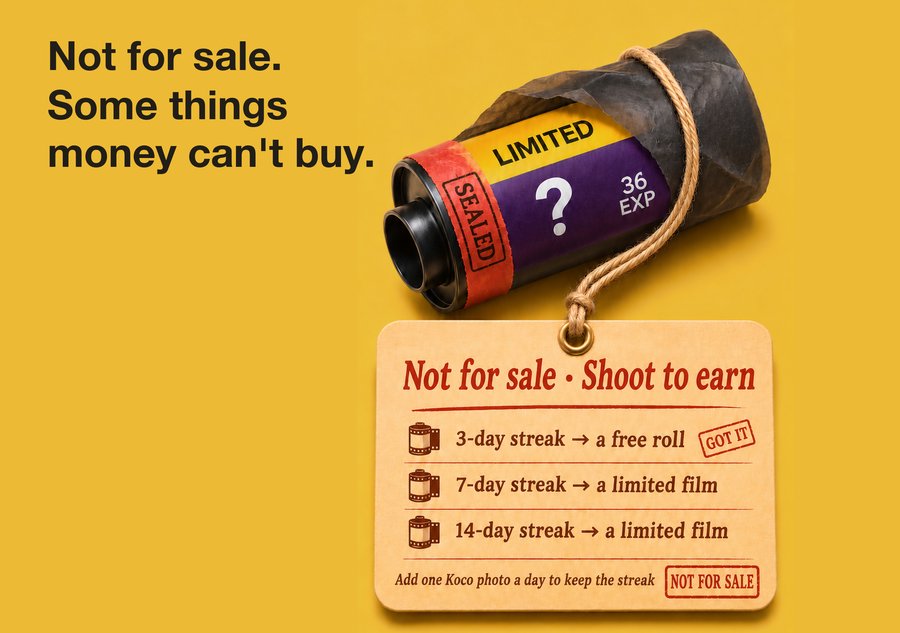 Not for sale.
Some things
money can't buy.
LIMITED
SEALED
?
36
EXP
Not for sale · Shoot to earn
3-day streak → a free roll
GOT IT
7-day streak → a limited film
14-day streak → a limited film
Add one Koco photo a day to keep the streak
NOT FOR SALE